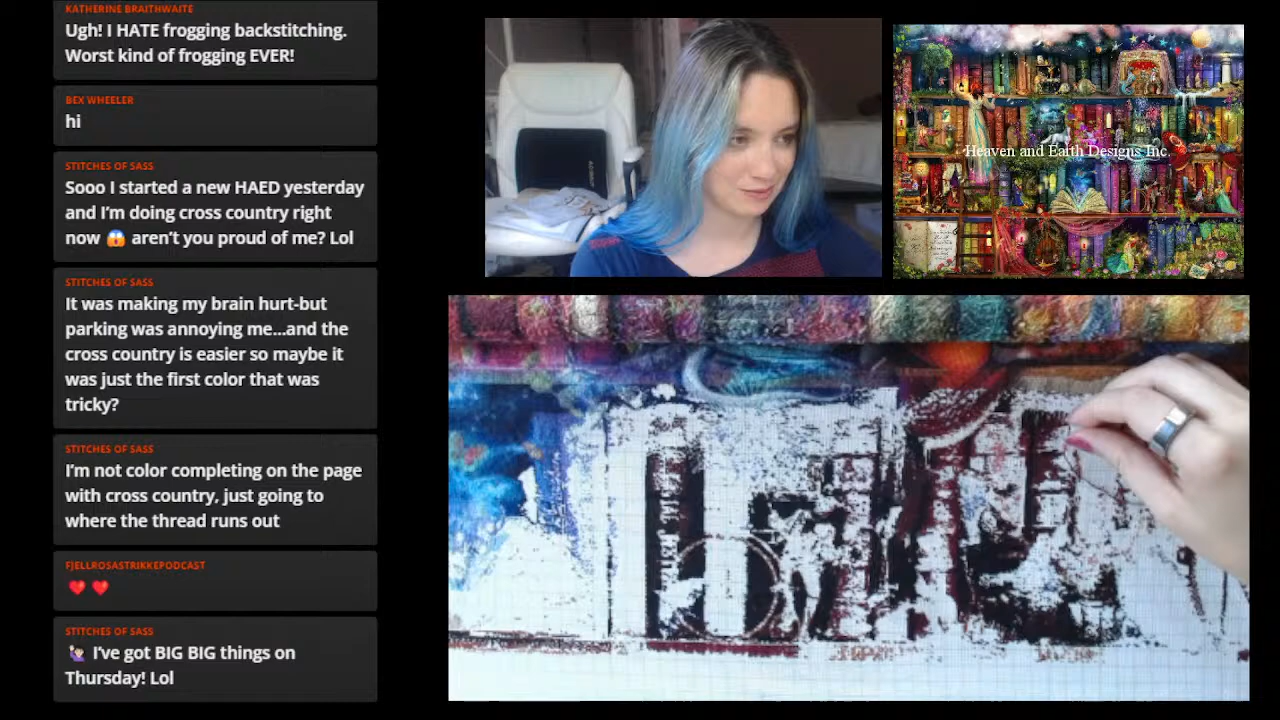 KATHERINE BRAITHWAITE
Ugh! I HATE frogging backstitching.
Worst kind of frogging EVER!
BEX WHEELER
hi
STITCHES OF SASS
Sooo I started a new HAED yesterday
and I'm doing cross country right
now 😱 aren't you proud of me? Lol
STITCHES OF SASS
It was making my brain hurt-but
parking was annoying me...and the
cross country is easier so maybe it
was just the first color that was
tricky?
STITCHES OF SASS
I'm not color completing on the page
with cross country, just going to
where the thread runs out
FJELLROSASTRIKKEPODCAST
❤️ ❤️
STITCHES OF SASS
🙋🏻‍♀️ I've got BIG BIG things on
Thursday! Lol
Heaven and Earth Designs Inc